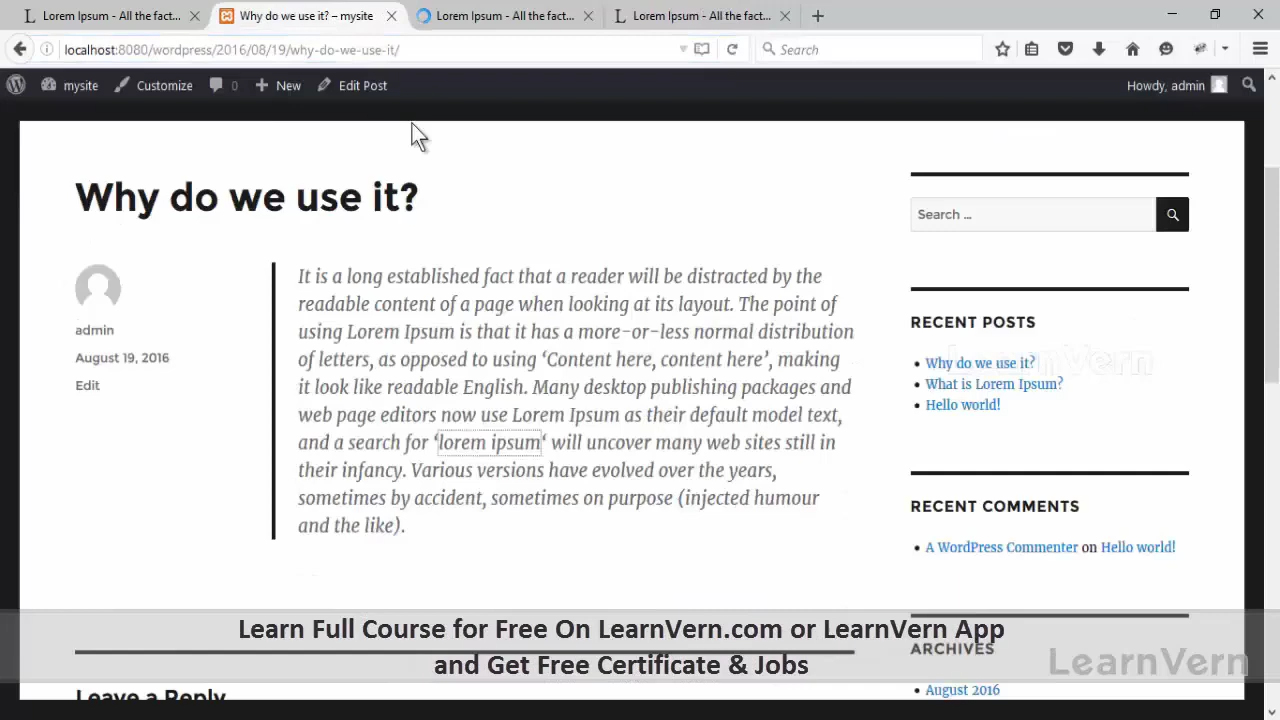 Lorem Ipsum - All the fact...
Why do we use it? – mysite
Lorem Ipsum - All the fact...
Lorem Ipsum - All the fact...
localhost:8080/wordpress/2016/08/19/why-do-we-use-it/
Search
mysite
Customize
0
New
Edit Post
Howdy, admin
Why do we use it?
admin
August 19, 2016
Edit
It is a long established fact that a reader will be distracted by the
readable content of a page when looking at its layout. The point of
using Lorem Ipsum is that it has a more-or-less normal distribution
of letters, as opposed to using ‘Content here, content here’, making
it look like readable English. Many desktop publishing packages and
web page editors now use Lorem Ipsum as their default model text,
and a search for ‘lorem ipsum‘ will uncover many web sites still in
their infancy. Various versions have evolved over the years,
sometimes by accident, sometimes on purpose (injected humour
and the like).
Search …
RECENT POSTS
Why do we use it?
What is Lorem Ipsum?
Hello world!
LearnVern
RECENT COMMENTS
A WordPress Commenter on Hello world!
ARCHIVES
August 2016
Leave a Reply
Learn Full Course for Free On LearnVern.com or LearnVern App
and Get Free Certificate & Jobs
LearnVern